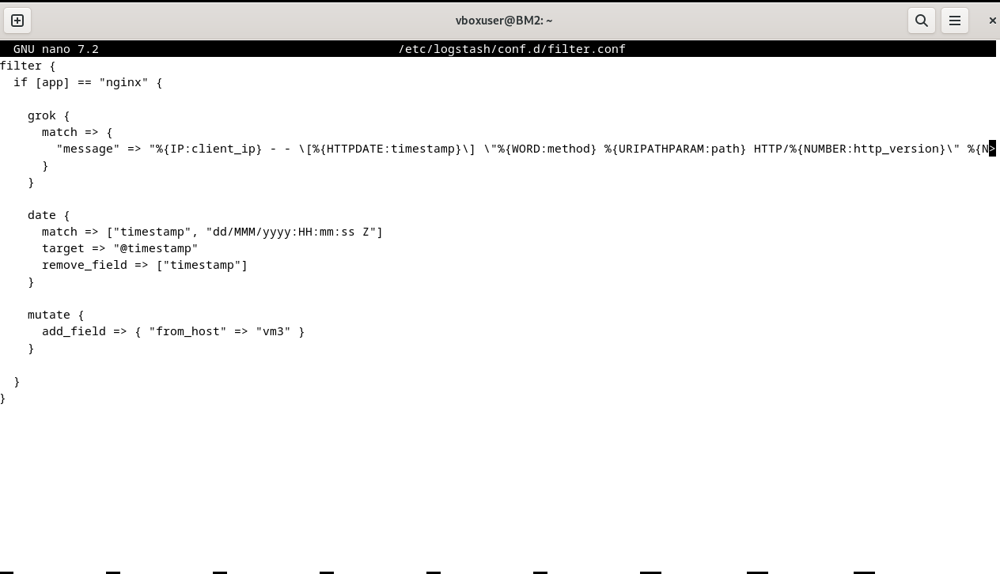 vboxuser@BM2: ~
GNU nano 7.2 /etc/logstash/conf.d/filter.conf
filter {
  if [app] == "nginx" {

    grok {
      match => {
        "message" => "%{IP:client_ip} - - \[%{HTTPDATE:timestamp}\] \"%{WORD:method} %{URIPATHPARAM:path} HTTP/%{NUMBER:http_version}\" %{N>
      }
    }

    date {
      match => ["timestamp", "dd/MMM/yyyy:HH:mm:ss Z"]
      target => "@timestamp"
      remove_field => ["timestamp"]
    }

    mutate {
      add_field => { "from_host" => "vm3" }
    }

  }
}